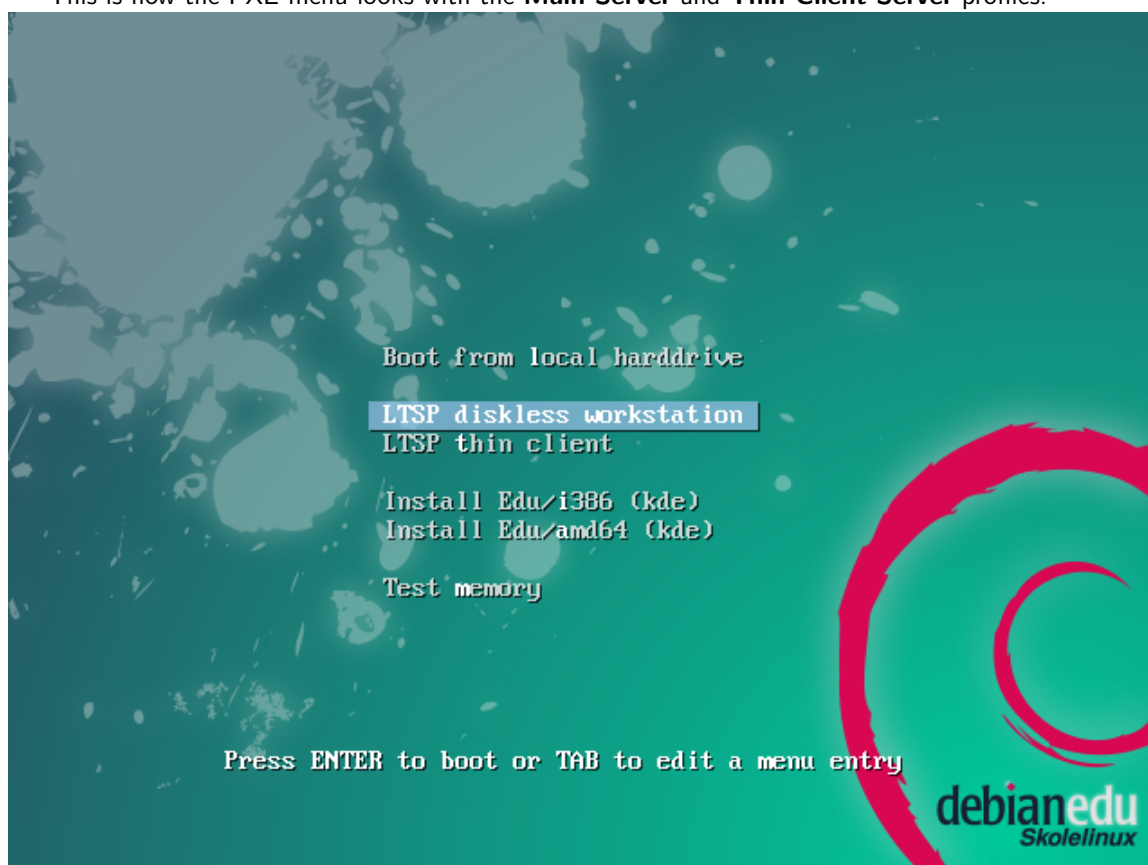 This is how the PXE menu looks with the Main Server and Thin Client Server profiles:
Boot from local harddrive
LTSP diskless workstation
LTSP thin client
Install Edu/i386 (kde)
Install Edu/amd64 (kde)
Test memory
Press ENTER to boot or TAB to edit a menu entry
debianedu
Skolelinux